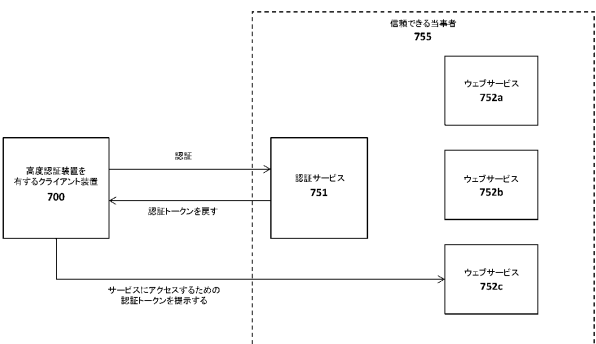 信頼できる当事者
755
ウェブサービス
752a
高度認証装置を
有するクライアント装置
700
認証
認証サービス
751
認証トークンを戻す
ウェブサービス
752b
ウェブサービス
752c
サービスにアクセスするための
認証トークンを提示する